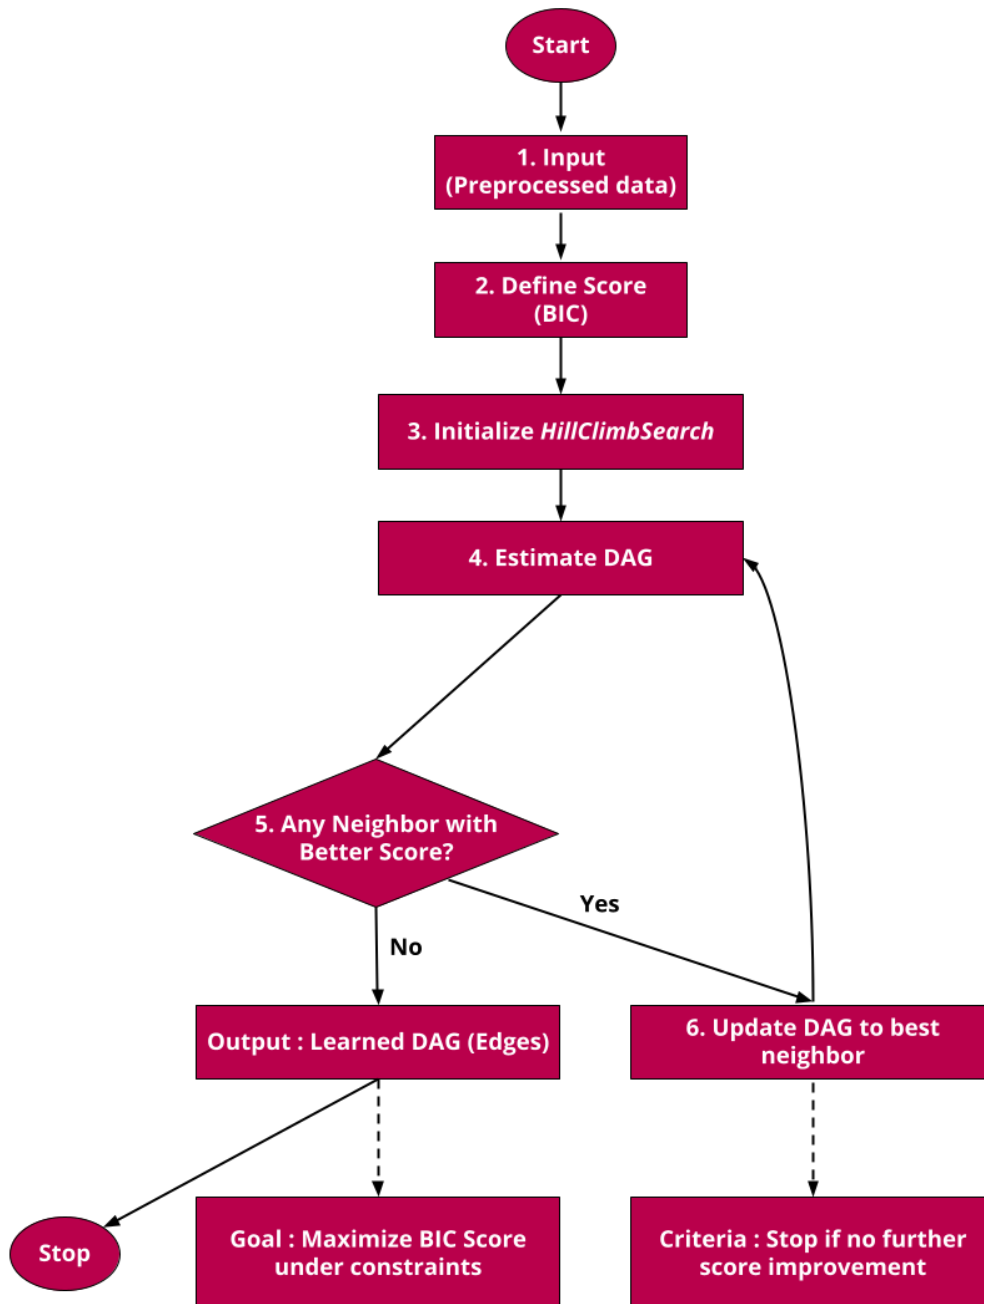 Start
1. Input
(Preprocessed data)
2. Define Score
(BIC)
3. Initialize HillClimbSearch
4. Estimate DAG
5. Any Neighbor with
Better Score?
Yes
No
Output : Learned DAG (Edges)
6. Update DAG to best
neighbor
Stop
Goal : Maximize BIC Score
under constraints
Criteria : Stop if no further
score improvement